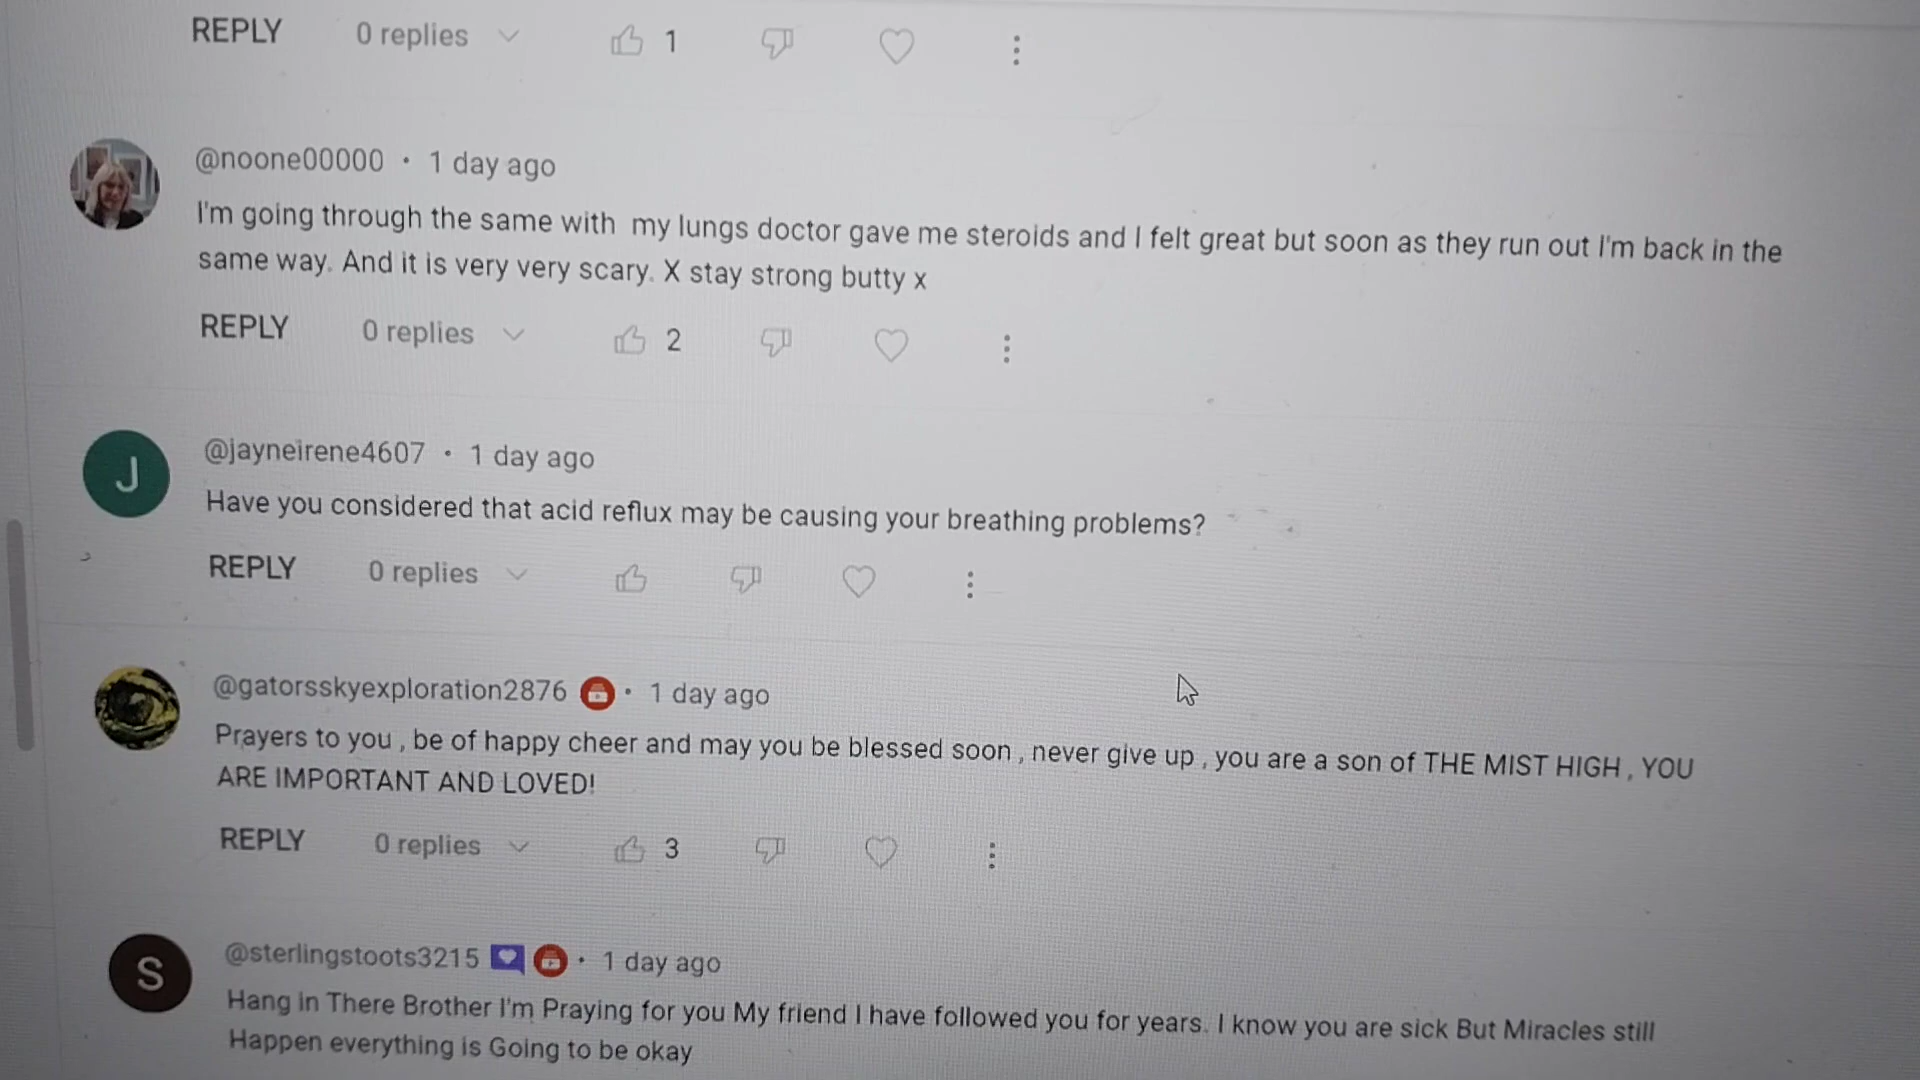 REPLY 0 replies 1
@noone00000 • 1 day ago
I'm going through the same with my lungs doctor gave me steroids and I felt great but soon as they run out I'm back in the
same way. And it is very very scary. X stay strong butty x
REPLY 0 replies 2
J
@jayneirene4607 • 1 day ago
Have you considered that acid reflux may be causing your breathing problems?
REPLY 0 replies
@gatorsskyexploration2876 • 1 day ago
Prayers to you , be of happy cheer and may you be blessed soon , never give up , you are a son of THE MIST HIGH , YOU
ARE IMPORTANT AND LOVED!
REPLY 0 replies 3
S
@sterlingstoots3215 • 1 day ago
Hang in There Brother I'm Praying for you My friend I have followed you for years. I know you are sick But Miracles still
Happen everything is Going to be okay